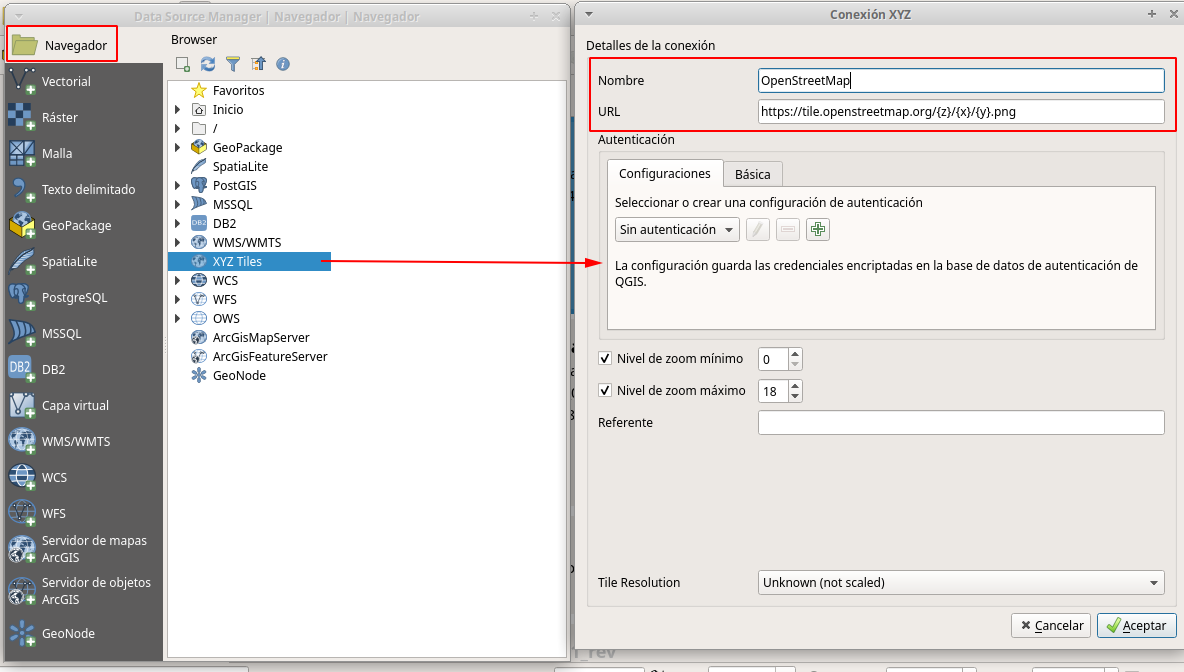 Data Source Manager | Navegador | Navegador
Navegador
Vectorial
Ráster
Malla
Texto delimitado
GeoPackage
SpatiaLite
PostgreSQL
MSSQL
DB2
DB2
Capa virtual
WMS/WMTS
WCS
WFS
Servidor de mapas
ArcGIS
Servidor de objetos
ArcGIS
GeoNode
Browser
Favoritos
Inicio
/
GeoPackage
SpatiaLite
PostGIS
MSSQL
DB2 DB2
WMS/WMTS
XYZ Tiles
WCS
WFS
OWS
ArcGisMapServer
ArcGisFeatureServer
GeoNode
Conexión XYZ
Detalles de la conexión
Nombre OpenStreetMap
URL https://tile.openstreetmap.org/{z}/{x}/{y}.png
Autenticación
Configuraciones Básica
Seleccionar o crear una configuración de autenticación
Sin autenticación
La configuración guarda las credenciales encriptadas en la base de datos de autenticación de
QGIS.
Nivel de zoom mínimo 0
Nivel de zoom máximo 18
Referente
Tile Resolution Unknown (not scaled)
Cancelar Aceptar